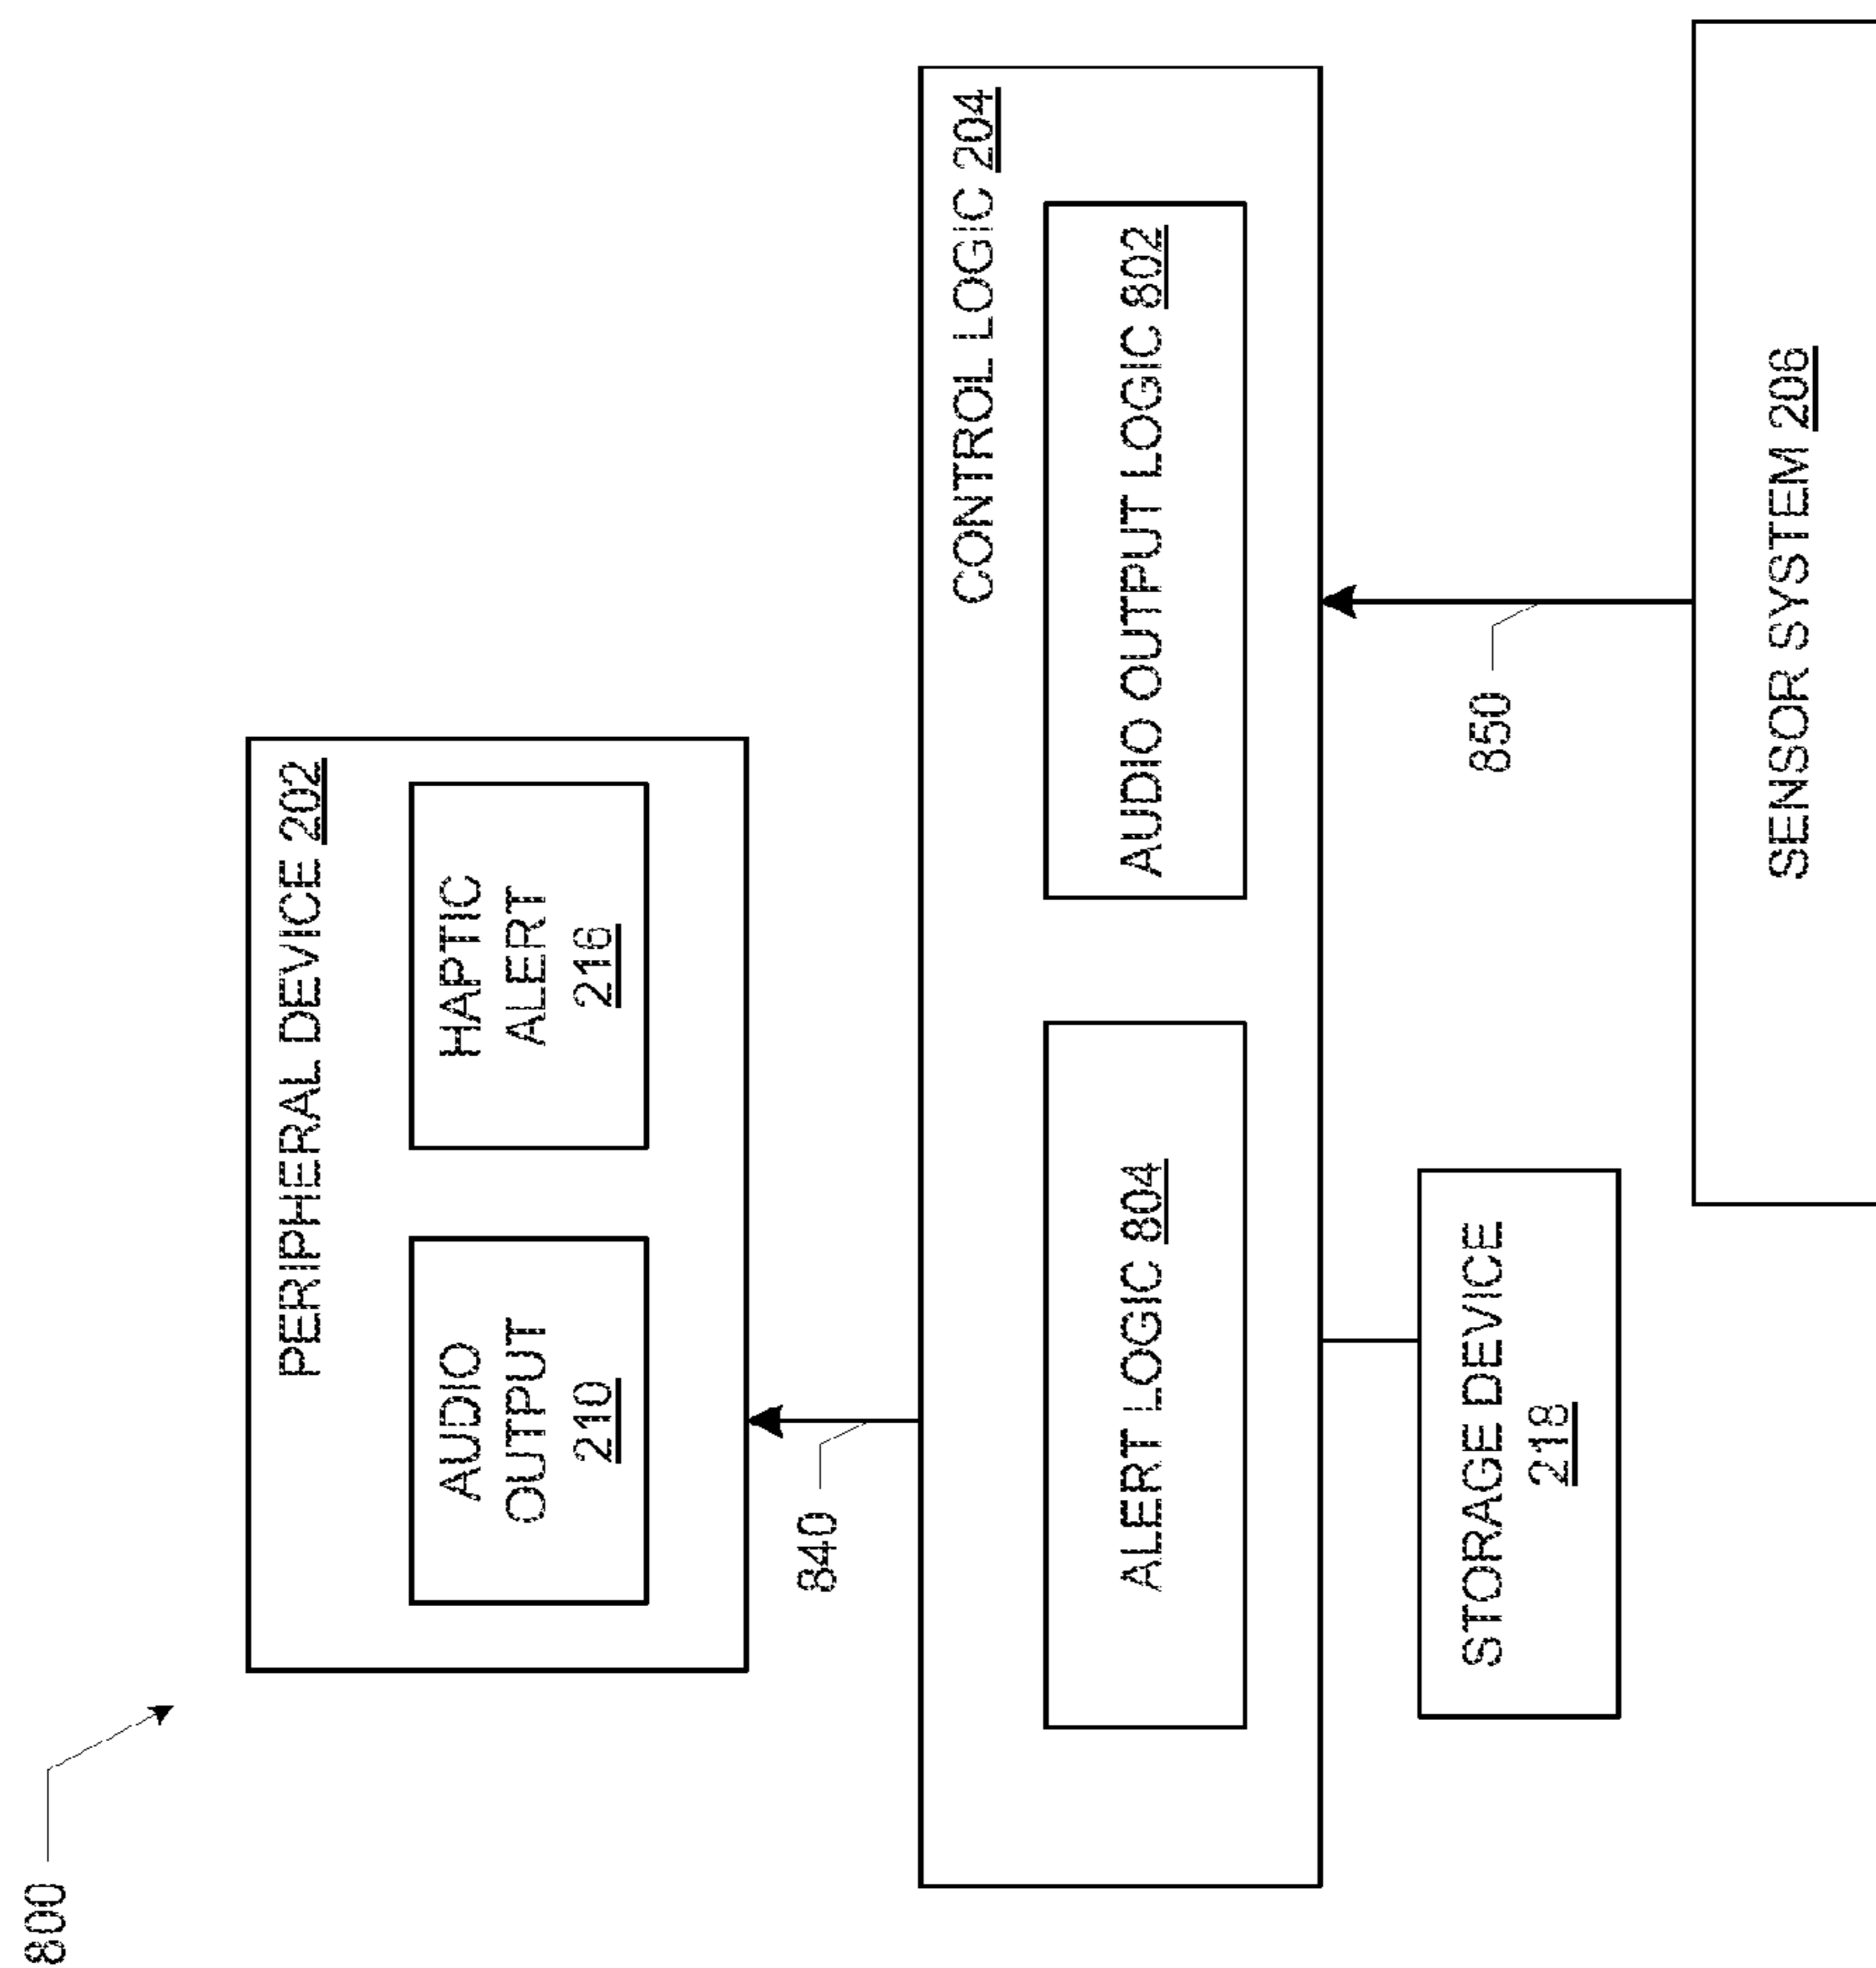 800
PERIPHERAL DEVICE 202
AUDIO
OUTPUT
210
HAPTIC
ALERT
216
840
CONTROL LOGIC 204
ALERT LOGIC 804
AUDIO OUTPUT LOGIC 802
STORAGE DEVICE
218
850
SENSOR SYSTEM 206